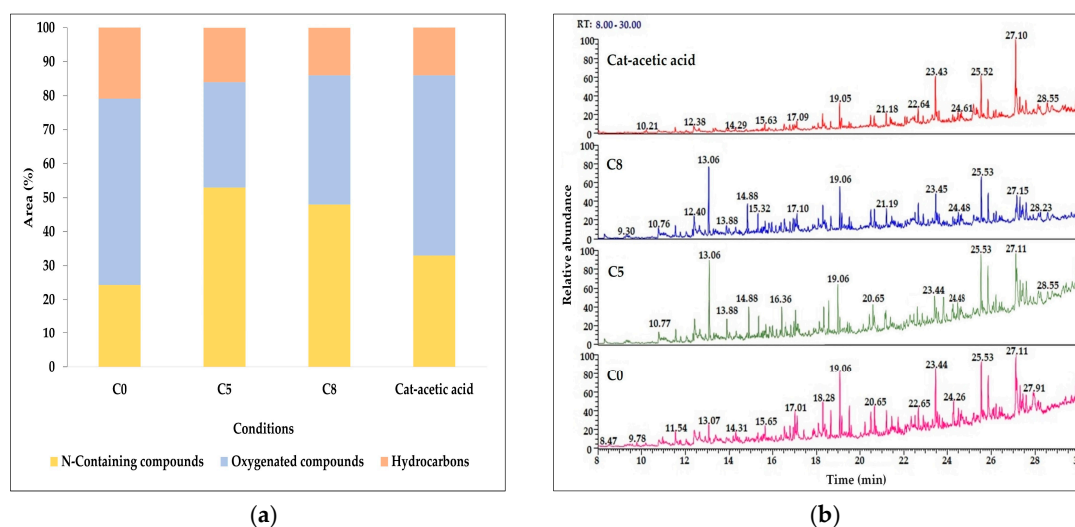 100
90
80
70
60
50
40
30
20
10
0
Area (%)
C0 C5 C8 Cat-acetic acid
Conditions
N-Containing compounds Oxygenated compounds Hydrocarbons
(a)
RT: 8.00 - 30.00
Relative abundance
Cat-acetic acid
100
80
60
40
20
0
10.21 12.38 14.29 15.63 17.09 19.05 21.18 22.64 23.43 24.61 25.52 27.10 28.55
C8
100
80
60
40
20
0
9.30 10.76 12.40 13.06 13.88 14.88 15.32 17.10 19.06 21.19 23.45 24.48 25.53 27.15 28.23
C5
100
80
60
40
20
0
10.77 13.06 13.88 14.88 16.36 19.06 20.65 23.44 24.48 25.53 27.11 28.55
C0
100
80
60
40
20
0
8.47 9.78 11.54 13.07 14.31 15.65 17.01 18.28 19.06 20.65 22.65 23.44 24.26 25.53 27.11 27.91
8 10 12 14 16 18 20 22 24 26 28
Time (min)
(b)